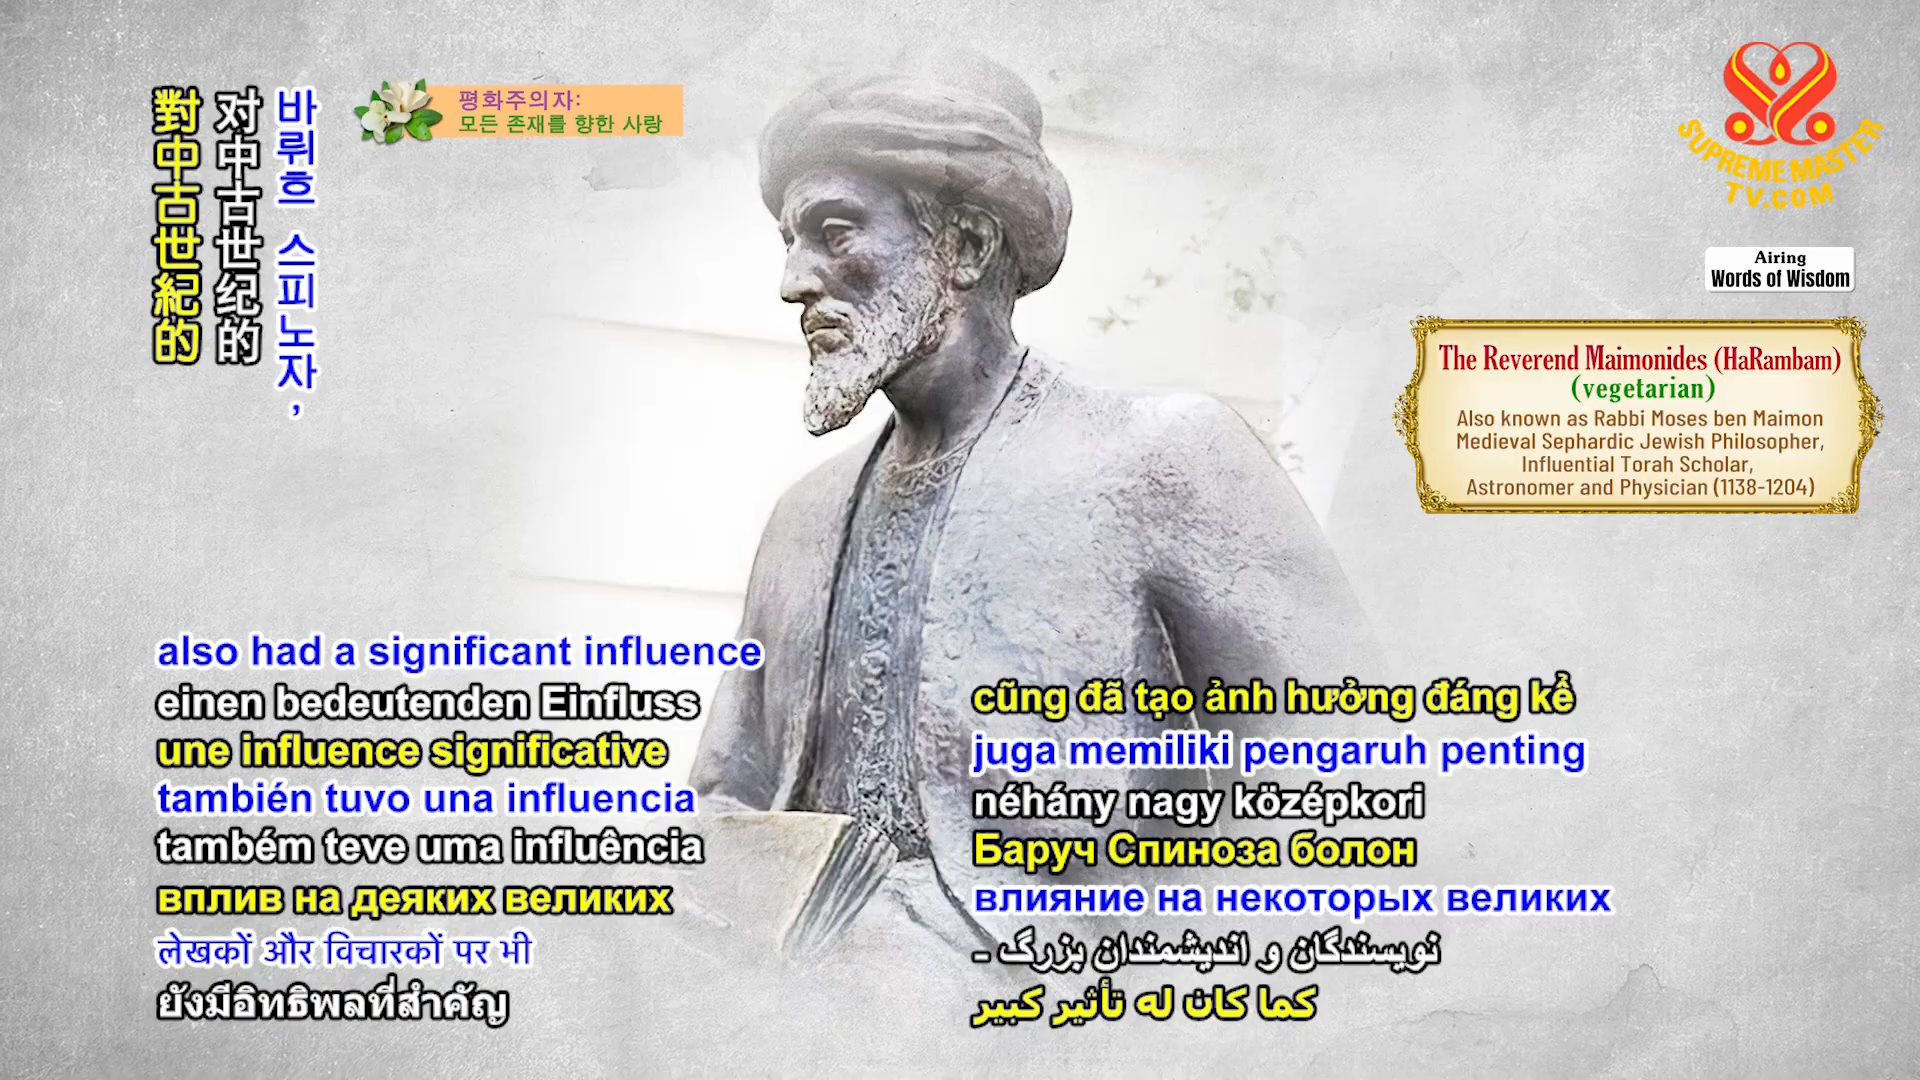 對中古世紀的
对中古世纪的
바뤼흐 스피노자,
평화주의자:
모든 존재를 향한 사랑
SUPREME MASTER
TV.COM
Airing
Words of Wisdom
The Reverend Maimonides (HaRambam)
(vegetarian)
Also known as Rabbi Moses ben Maimon
Medieval Sephardic Jewish Philosopher,
Influential Torah Scholar,
Astronomer and Physician (1138-1204)
also had a significant influence
einen bedeutenden Einfluss
une influence significative
también tuvo una influencia
também teve uma influência
вплив на деяких великих
लेखकों और विचारकों पर भी
ยังมีอิทธิพลที่สำคัญ
cũng đã tạo ảnh hưởng đáng kể
juga memiliki pengaruh penting
néhány nagy középkori
Баруч Спиноза болон
влияние на некоторых великих
نویسندگان و اندیشمندان بزرگ -
كما كان له تأثير كبير